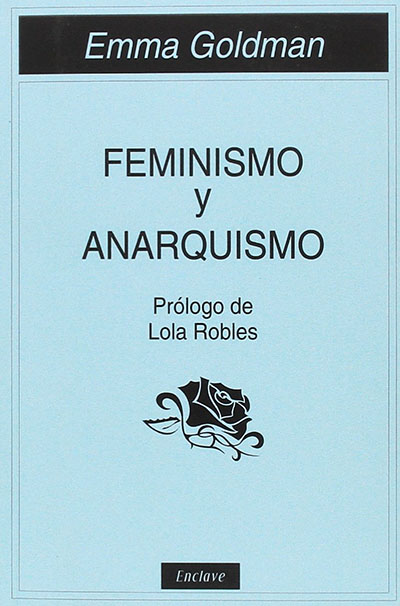 Emma Goldman
FEMINISMO
y
ANARQUISMO
Prólogo de
Lola Robles
Enclave